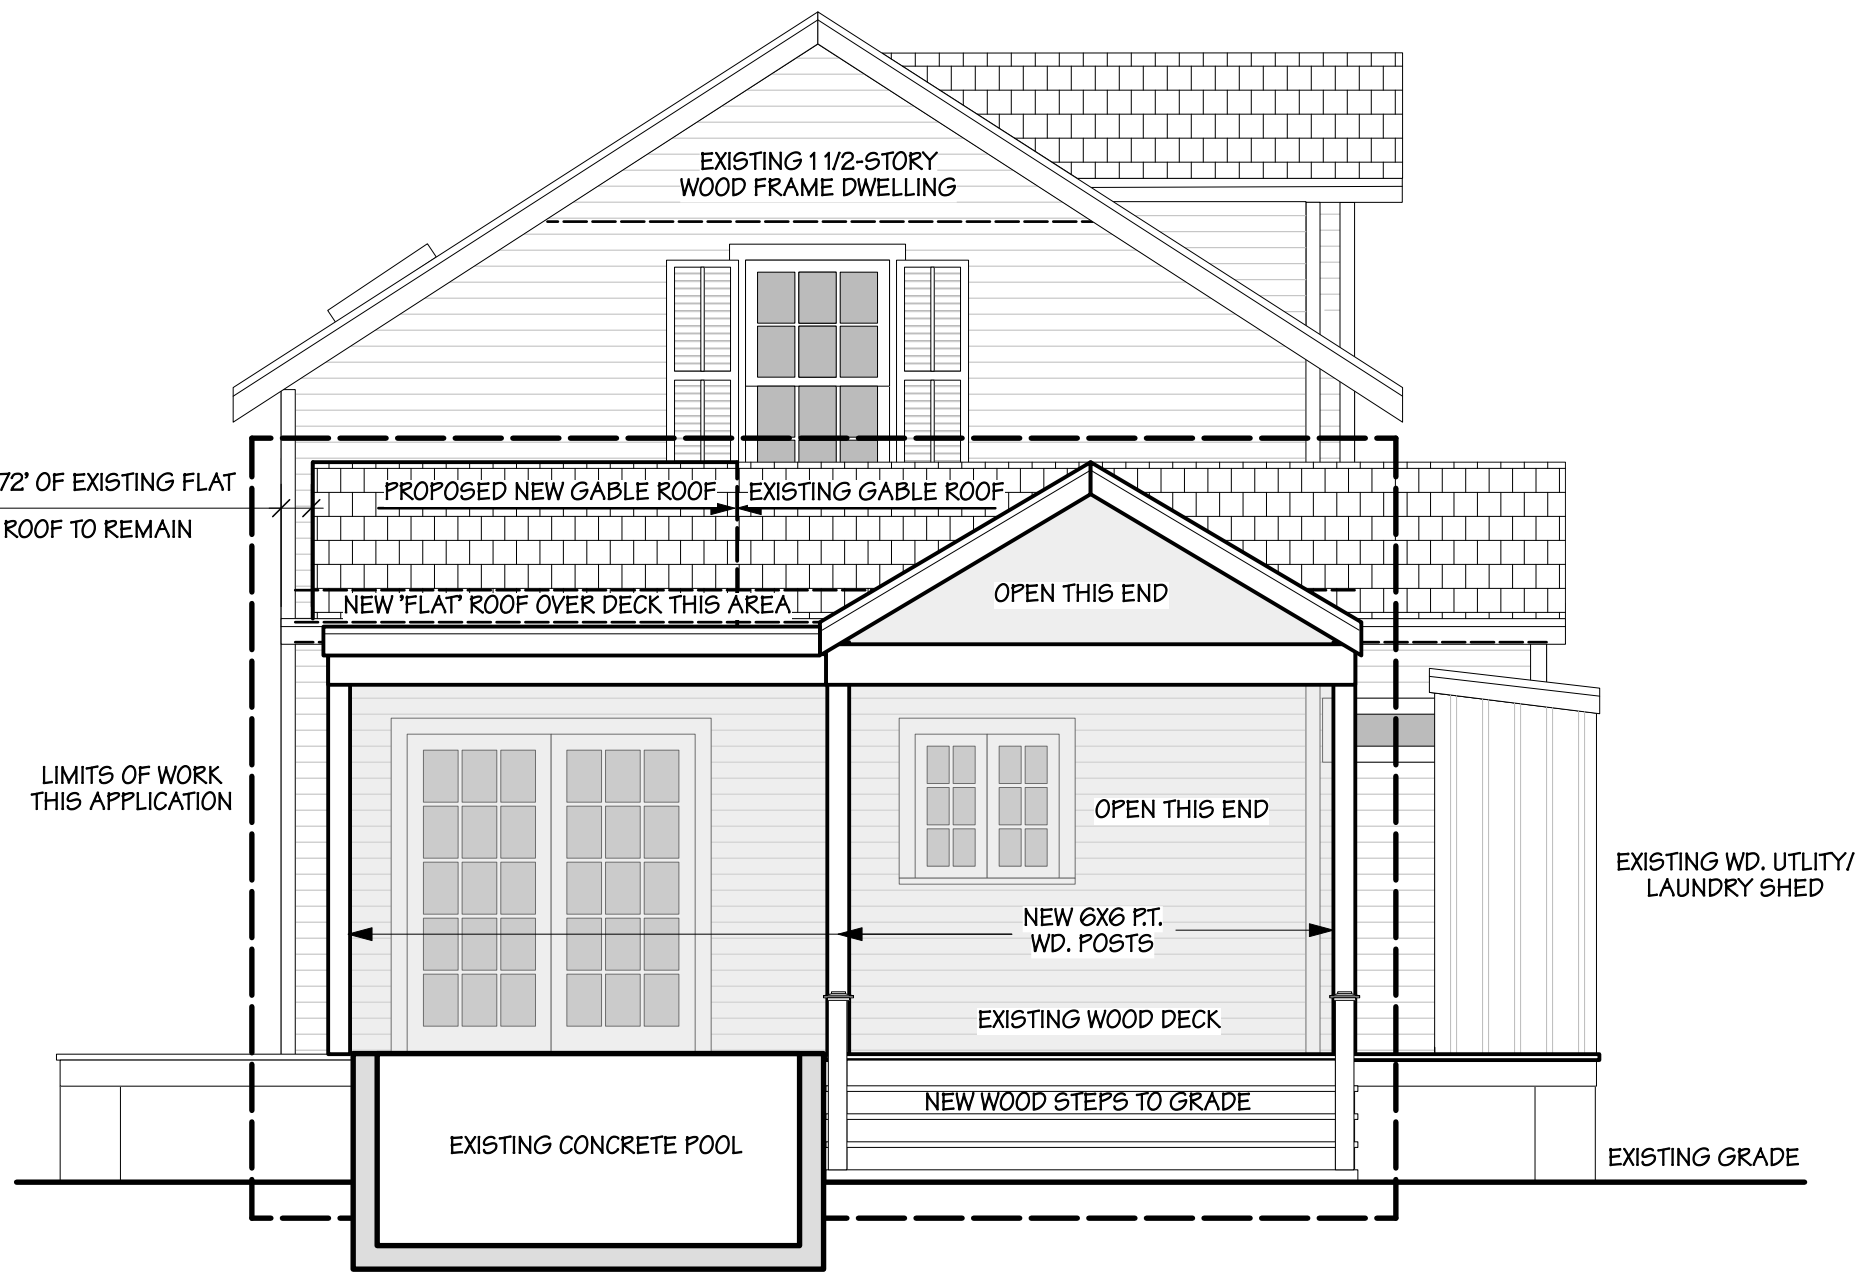 EXISTING 1 1/2-STORY
WOOD FRAME DWELLING
72' OF EXISTING FLAT
ROOF TO REMAIN
PROPOSED NEW GABLE ROOF
EXISTING GABLE ROOF
NEW 'FLAT' ROOF OVER DECK THIS AREA
OPEN THIS END
LIMITS OF WORK
THIS APPLICATION
OPEN THIS END
EXISTING WD. UTLITY/
LAUNDRY SHED
NEW 6X6 P.T.
WD. POSTS
EXISTING WOOD DECK
NEW WOOD STEPS TO GRADE
EXISTING CONCRETE POOL
EXISTING GRADE